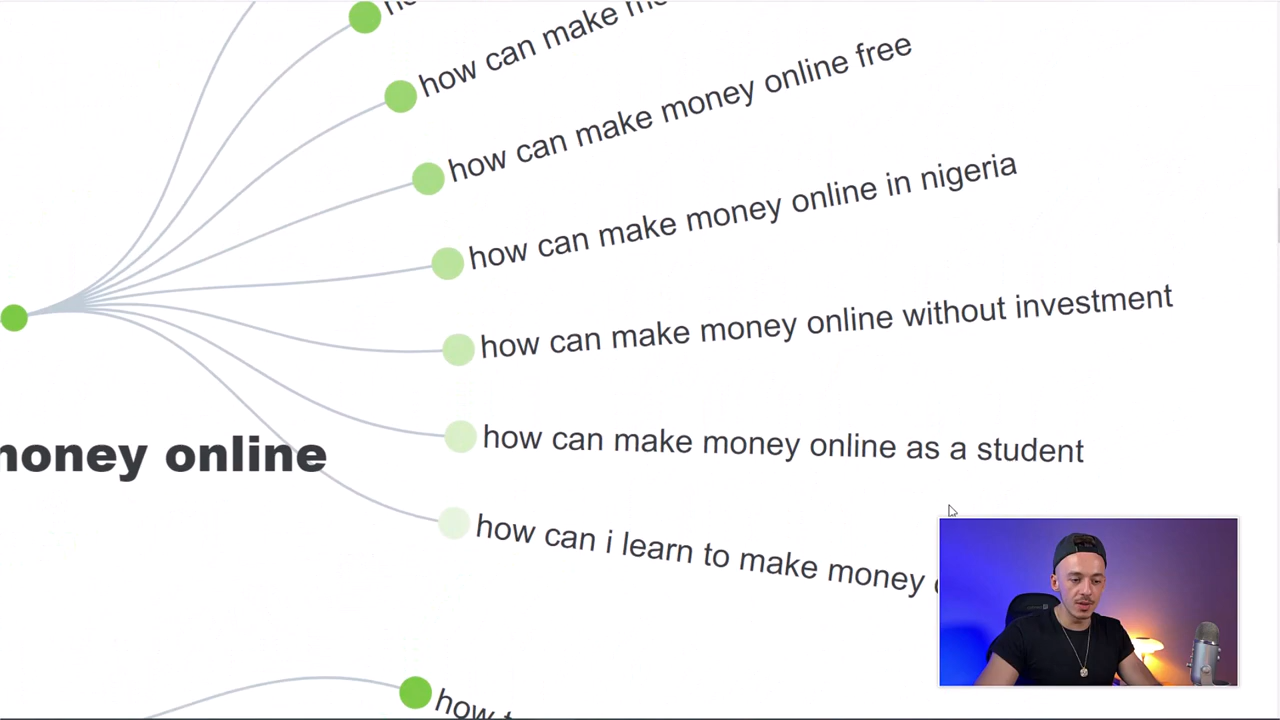 how can make
how can make money online free
how can make money online in nigeria
how can make money online without investment
how can make money online as a student
money online
how can i learn to make money
how